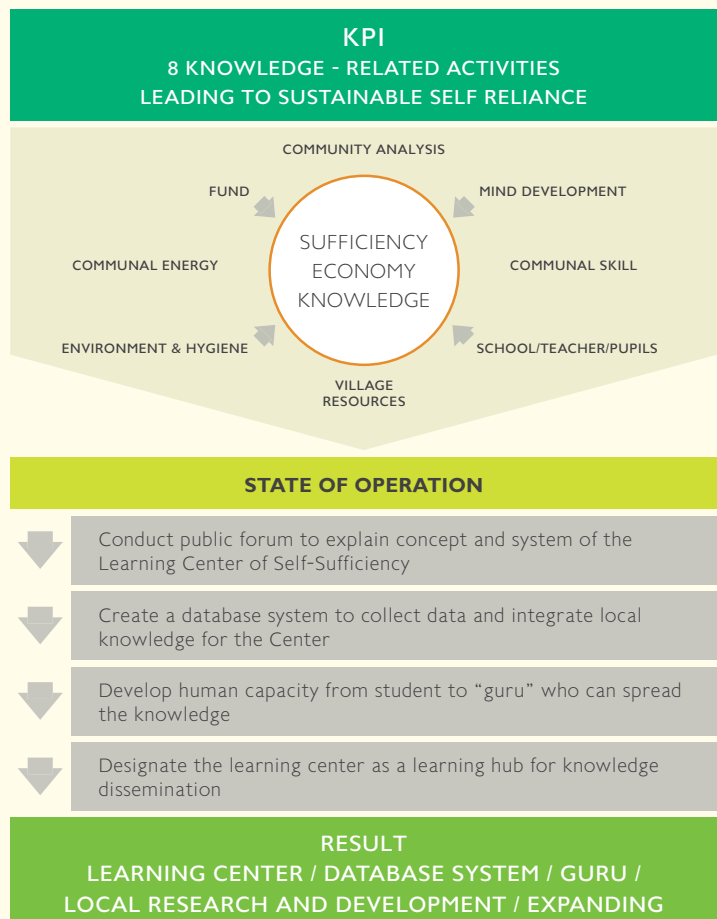 KPI
8 KNOWLEDGE - RELATED ACTIVITIES
LEADING TO SUSTAINABLE SELF RELIANCE
COMMUNITY ANALYSIS
FUND
MIND DEVELOPMENT
SUFFICIENCY
ECONOMY
KNOWLEDGE
COMMUNAL ENERGY
COMMUNAL SKILL
ENVIRONMENT & HYGIENE
SCHOOL/TEACHER/PUPILS
VILLAGE
RESOURCES
STATE OF OPERATION
Conduct public forum to explain concept and system of the
Learning Center of Self-Sufficiency
Create a database system to collect data and integrate local
knowledge for the Center
Develop human capacity from student to “guru” who can spread
the knowledge
Designate the learning center as a learning hub for knowledge
dissemination
RESULT
LEARNING CENTER / DATABASE SYSTEM / GURU /
LOCAL RESEARCH AND DEVELOPMENT / EXPANDING